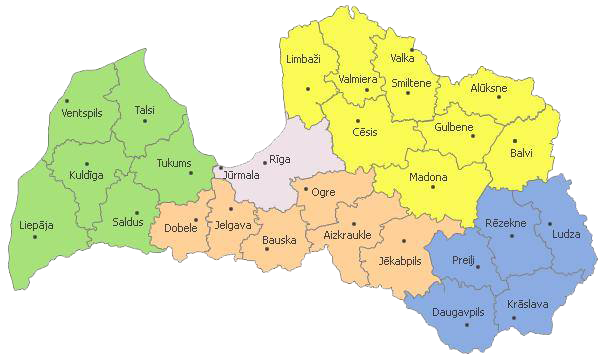 Limbaži
Valka
Valmiera
Smiltene
Alūksne
Ventspils
Talsi
Cēsis
Gulbene
Balvi
Rīga
Tukums
Kuldīga
Jūrmala
Madona
Ogre
Liepāja
Saldus
Dobele
Jelgava
Bauska
Aizkraukle
Jēkabpils
Rēzekne
Ludza
Preiļi
Daugavpils
Krāslava